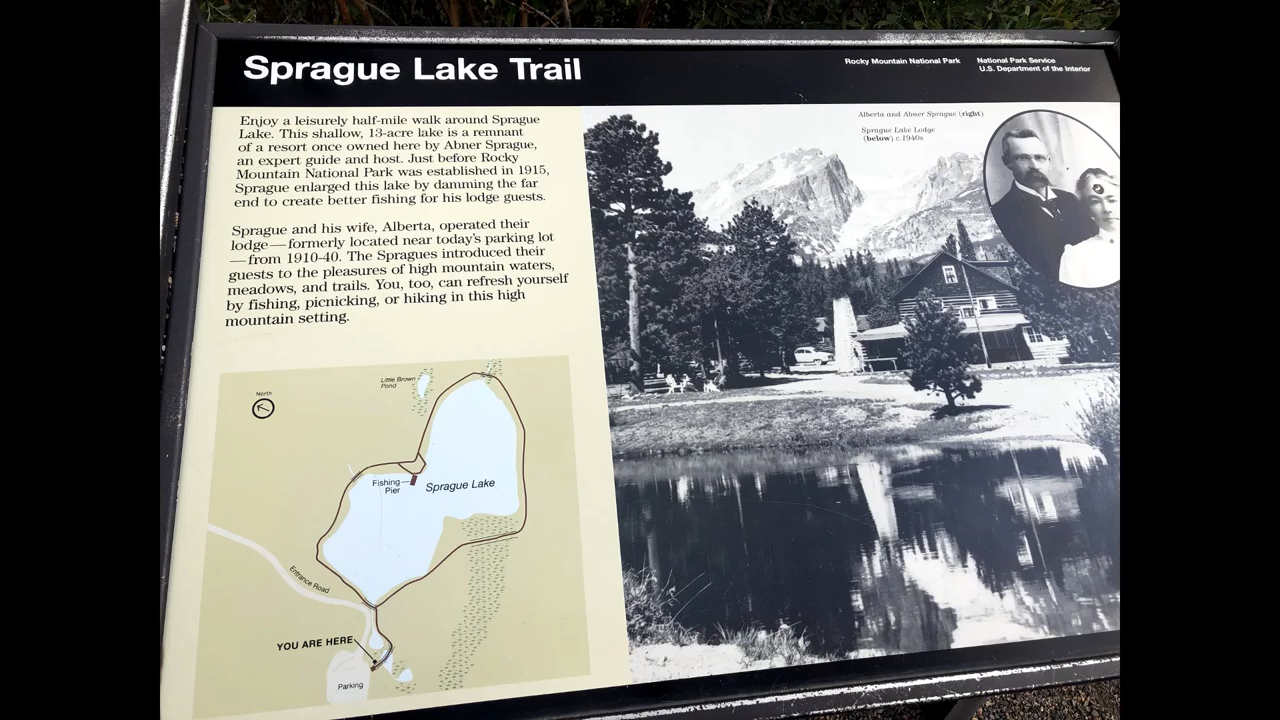 Sprague Lake Trail
Rocky Mountain National Park
National Park Service
U.S. Department of the Interior
Enjoy a leisurely half-mile walk around Sprague
Lake. This shallow, 13-acre lake is a remnant
of a resort once owned here by Abner Sprague,
an expert guide and host. Just before Rocky
Mountain National Park was established in 1915,
Sprague enlarged this lake by damming the far
end to create better fishing for his lodge guests.
Sprague and his wife, Alberta, operated their
lodge—formerly located near today's parking lot
—from 1910-40. The Spragues introduced their
guests to the pleasures of high mountain waters,
meadows, and trails. You, too, can refresh yourself
by fishing, picnicking, or hiking in this high
mountain setting.
Alberta and Abner Sprague (right)
Sprague Lake Lodge
(below) c.1940s
North
Little Brown
Pond
Fishing
Pier
Sprague Lake
Entrance Road
YOU ARE HERE
Parking